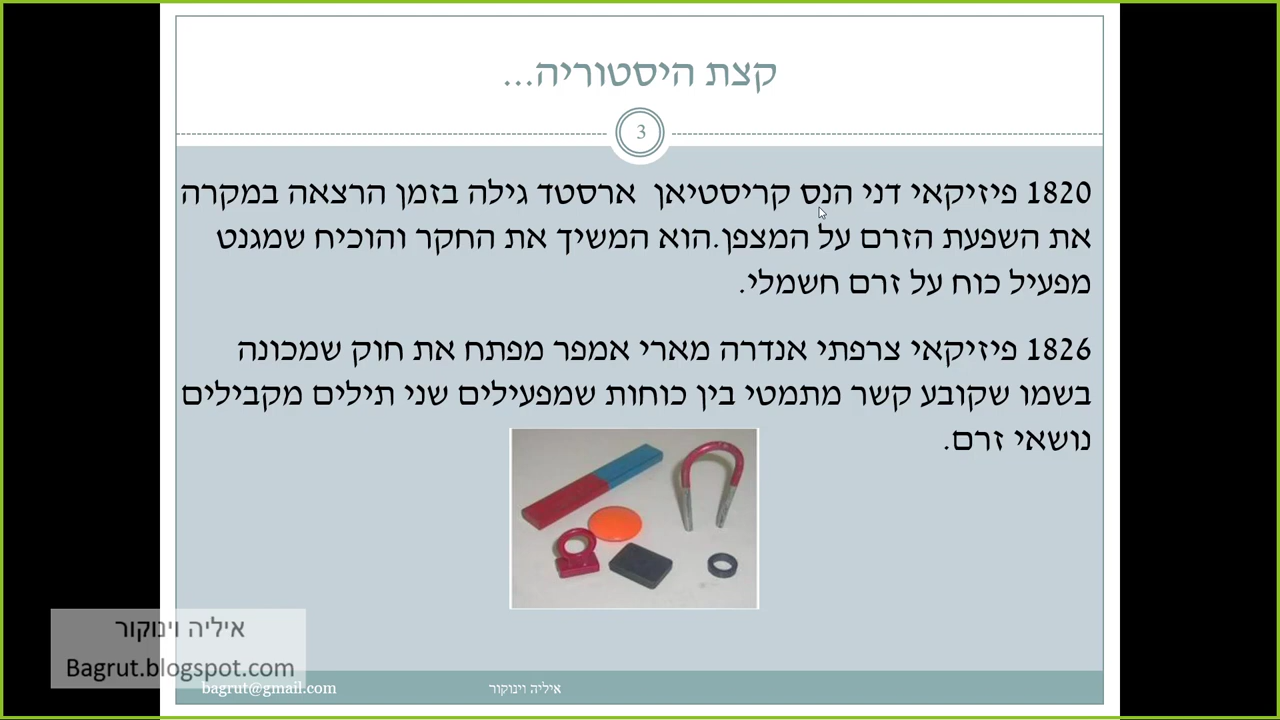 קצת היסטוריה...
3
1820 פיזיקאי דני הנס קריסטיאן ארסטד גילה בזמן הרצאה במקרה
את השפעת הזרם על המצפן.הוא המשיך את החקר והוכיח שמגנט
מפעיל כוח על זרם חשמלי.
1826 פיזיקאי צרפתי אנדרה מארי אמפר מפתח את חוק שמכונה
בשמו שקובע קשר מתמטי בין כוחות שמפעילים שני תילים מקבילים
נושאי זרם.
איליה וינוקור
Bagrut.blogspot.com
איליה וינוקור
bagrut@gmail.com